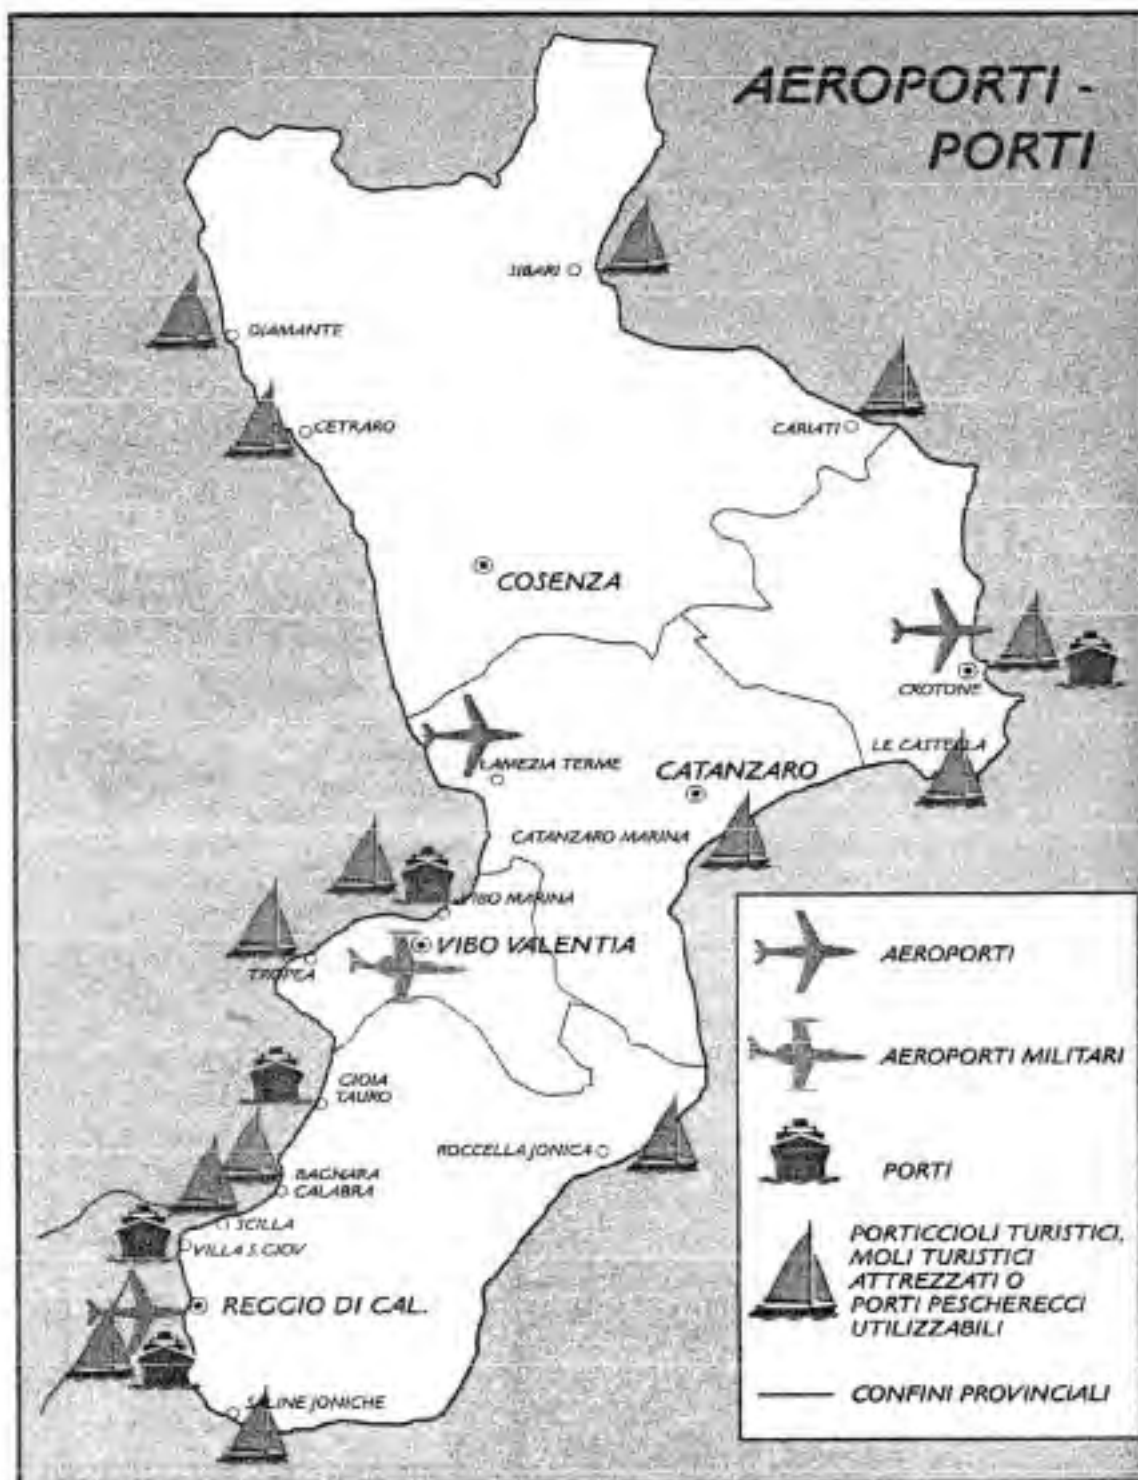 AEROPORTI -
PORTI
SIBARI
DIAMANTE
CETRARO
CARIATI
COSENZA
CROTONE
LE CASTELLA
LAMEZIA TERME
CATANZARO
CATANZARO MARINA
VIBO MARINA
VIBO VALENTIA
TROPEA
GIOIA
TAURO
ROCCELLA JONICA
BAGNARA
CALABRA
SCILLA
VILLA S. GIOV
REGGIO DI CAL.
SALINE JONICHE
AEROPORTI
AEROPORTI MILITARI
PORTI
PORTICCIOLI TURISTICI,
MOLI TURISTICI
ATTREZZATI O
PORTI PESCHERECCI
UTILIZZABILI
CONFINI PROVINCIALI